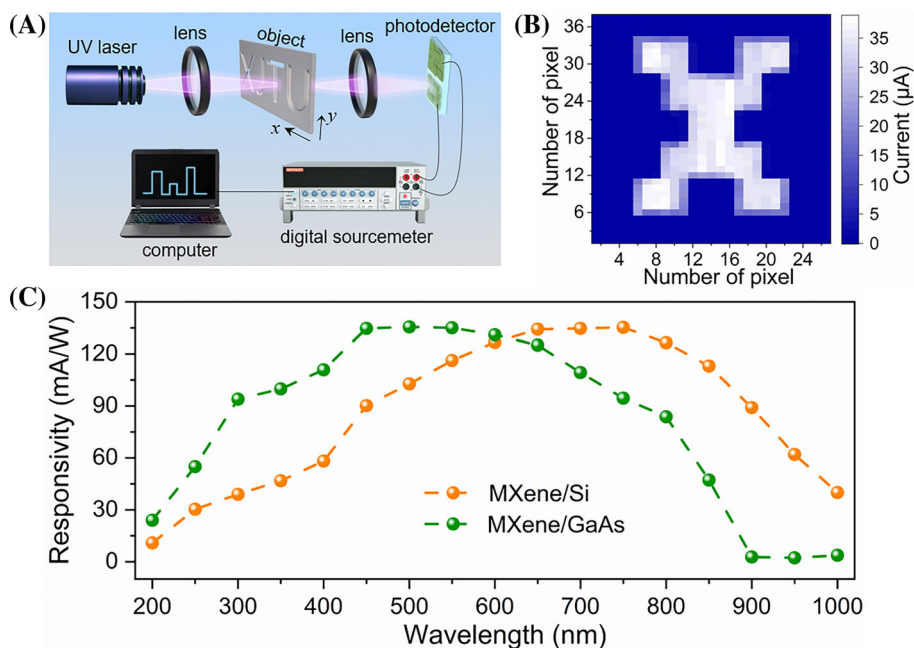 (A)
UV laser
lens
object
lens
photodetector
XTU
x
y
computer
digital sourcemeter
(B)
Number of pixel
36
30
24
18
12
6
4 8 12 16 20 24
Number of pixel
35
30
25
20
15
10
5
0
Current (μA)
(C)
Responsivity (mA/W)
150
120
90
60
30
0
MXene/Si
MXene/GaAs
200 300 400 500 600 700 800 900 1000
Wavelength (nm)